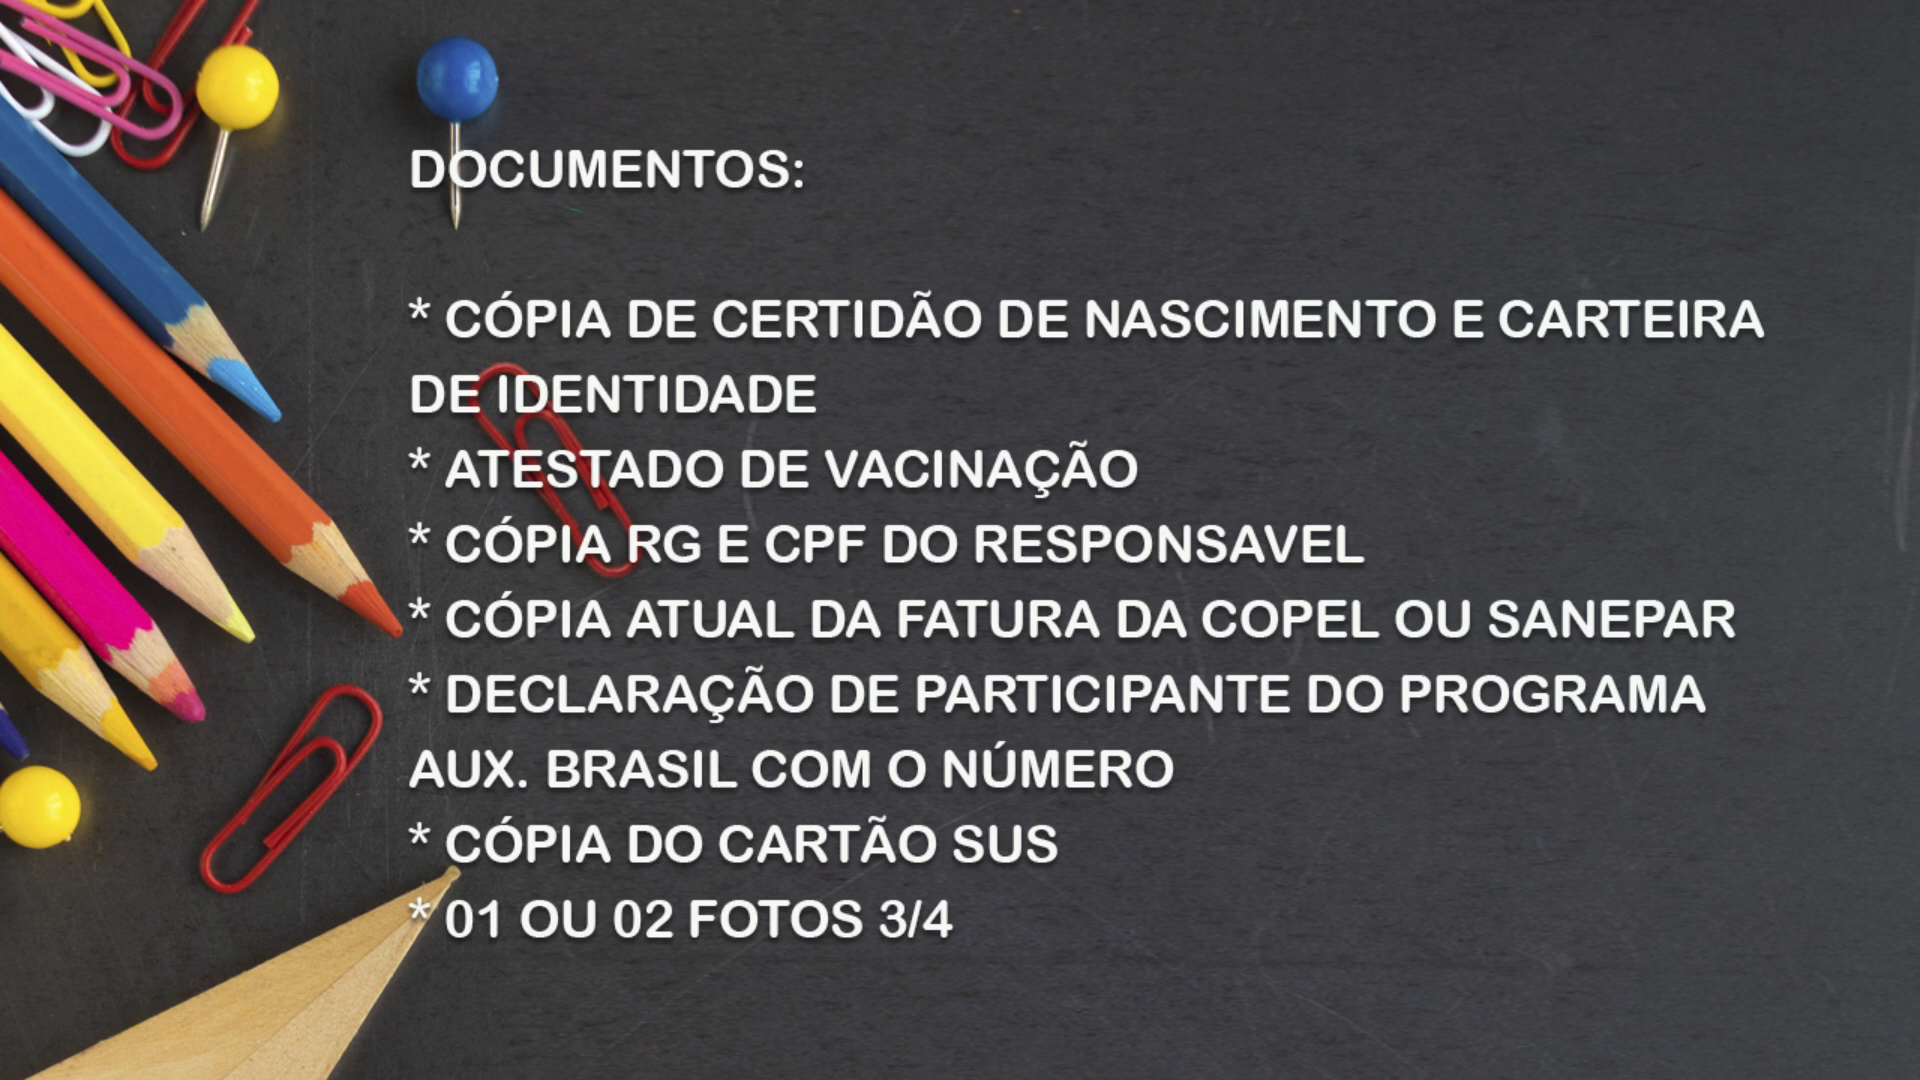 DOCUMENTOS:
* CÓPIA DE CERTIDÃO DE NASCIMENTO E CARTEIRA
DE IDENTIDADE
* ATESTADO DE VACINAÇÃO
* CÓPIA RG E CPF DO RESPONSAVEL
* CÓPIA ATUAL DA FATURA DA COPEL OU SANEPAR
* DECLARAÇÃO DE PARTICIPANTE DO PROGRAMA
AUX. BRASIL COM O NÚMERO
* CÓPIA DO CARTÃO SUS
* 01 OU 02 FOTOS 3/4